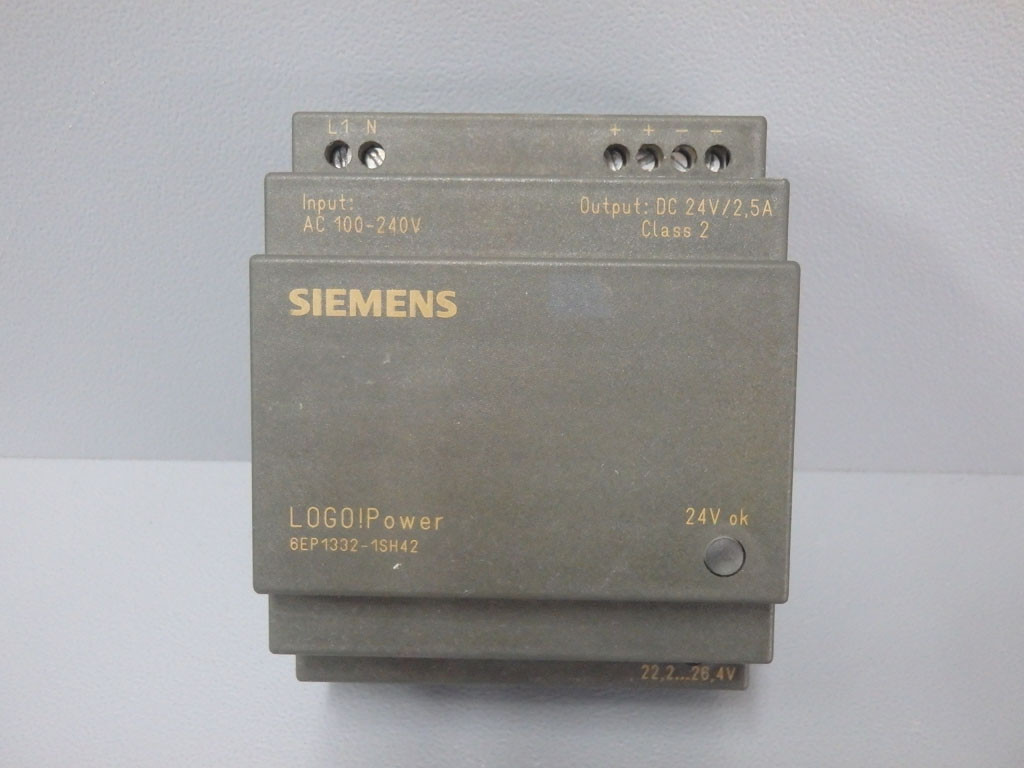 L1 N + + - -
Input: Output: DC 24V/2,5A
AC 100-240V Class 2
SIEMENS
LOGO!Power 24V ok
6EP1332-1SH42
22,2...26,4V